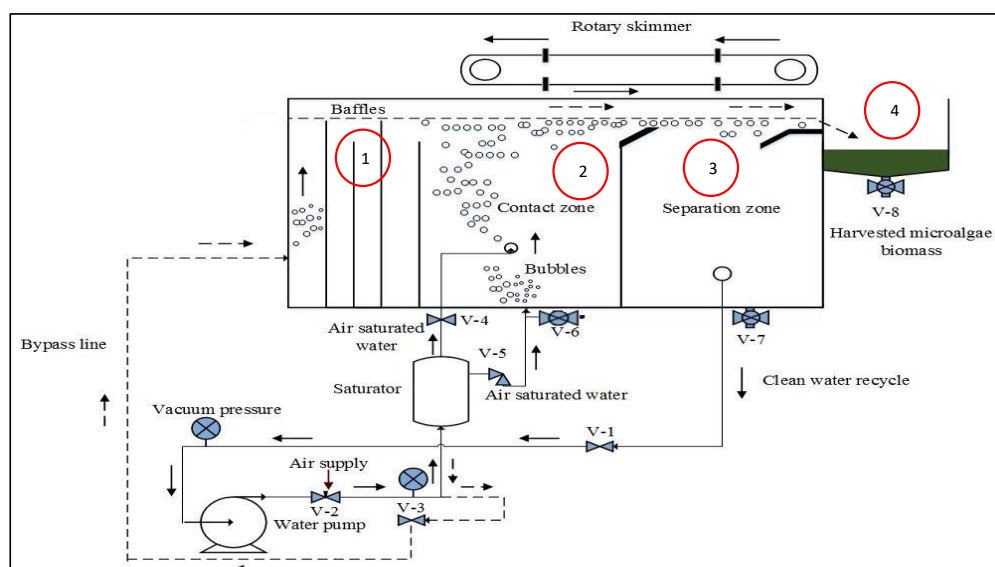 Rotary skimmer
Baffles
1
2
3
4
Contact zone
Separation zone
V-8
Harvested microalgae
biomass
Bubbles
V-4
V-6
V-7
Air saturated
water
V-5
Bypass line
Saturator
Air saturated water
Clean water recycle
Vacuum pressure
V-1
Air supply
V-2
V-3
Water pump